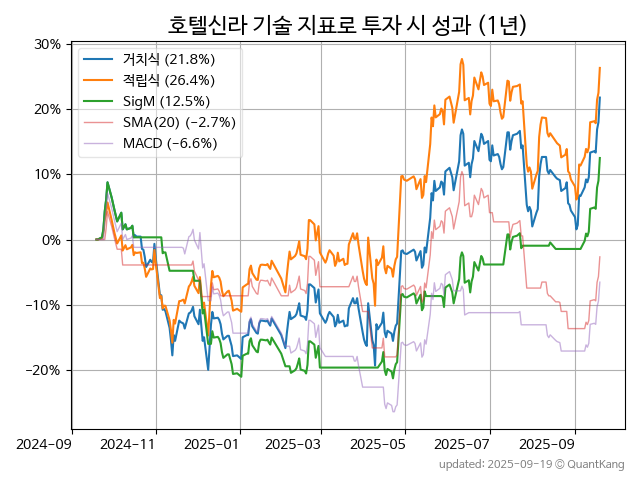 호텔신라 기술 지표로 투자 시 성과 (1년)
거치식 (21.8%)
적립식 (26.4%)
SigM (12.5%)
SMA(20) (−2.7%)
MACD (−6.6%)
30%
20%
10%
0%
−10%
−20%
2024-09 2024-11 2025-01 2025-03 2025-05 2025-07 2025-09
updated: 2025-09-19 © QuantKang